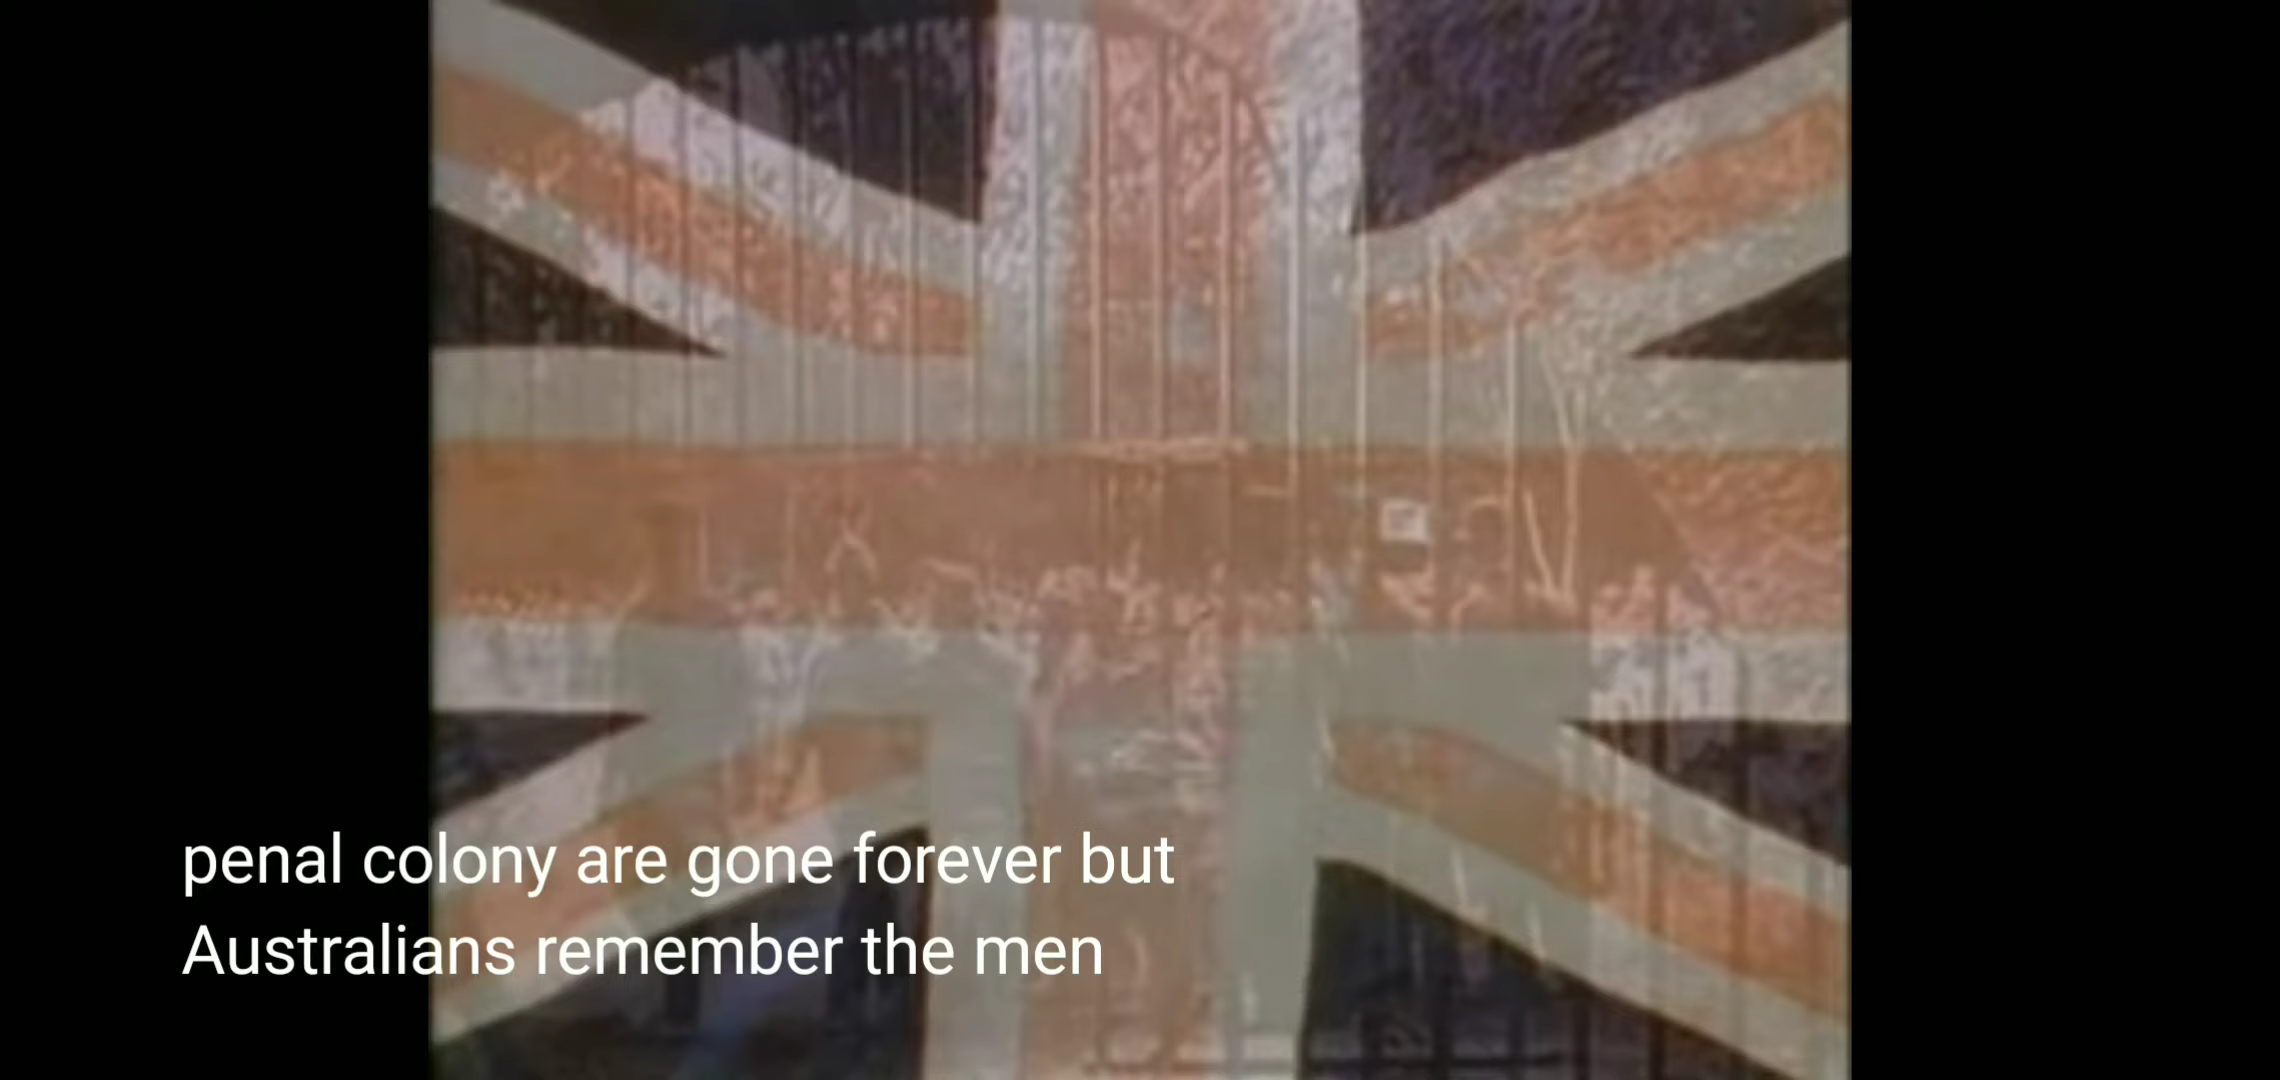 penal colony are gone forever but
Australians remember the men